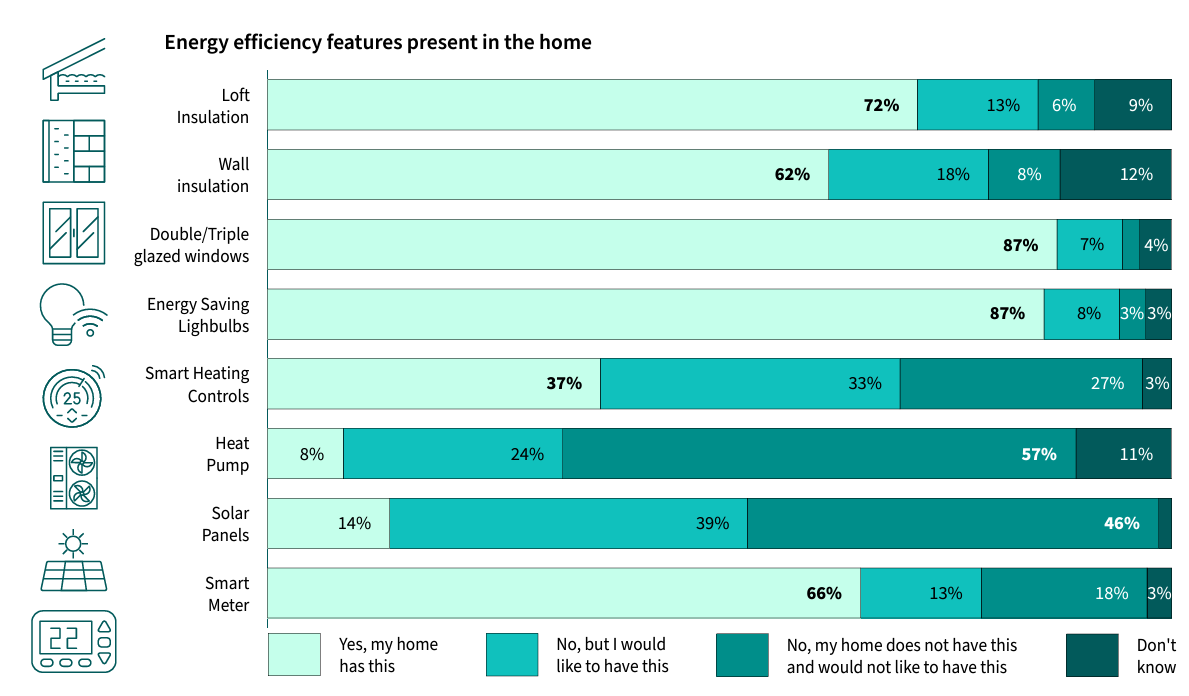 Energy efficiency features present in the home
Loft
Insulation
72% 13% 6% 9%
Wall
insulation
62% 18% 8% 12%
Double/Triple
glazed windows
87% 7% 4%
Energy Saving
Lighbulbs
87% 8% 3% 3%
25
Smart Heating
Controls
37% 33% 27% 3%
Heat
Pump
8% 24% 57% 11%
Solar
Panels
14% 39% 46%
Smart
Meter
66% 13% 18% 3%
22
Yes, my home
has this
No, but I would
like to have this
No, my home does not have this
and would not like to have this
Don't
know